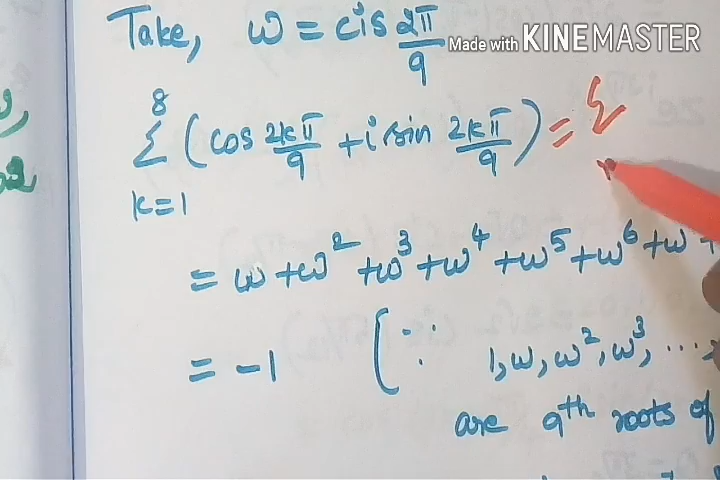 Take, ω = cis 2π/9
Made with KINEMASTER
8
Σ (cos 2kπ/9 + i sin 2kπ/9) = Σ
k=1
= ω + ω² + ω³ + ω⁴ + ω⁵ + ω⁶ + ω
= -1 ( ∵ 1, ω, ω², ω³, ...
are 9th roots of